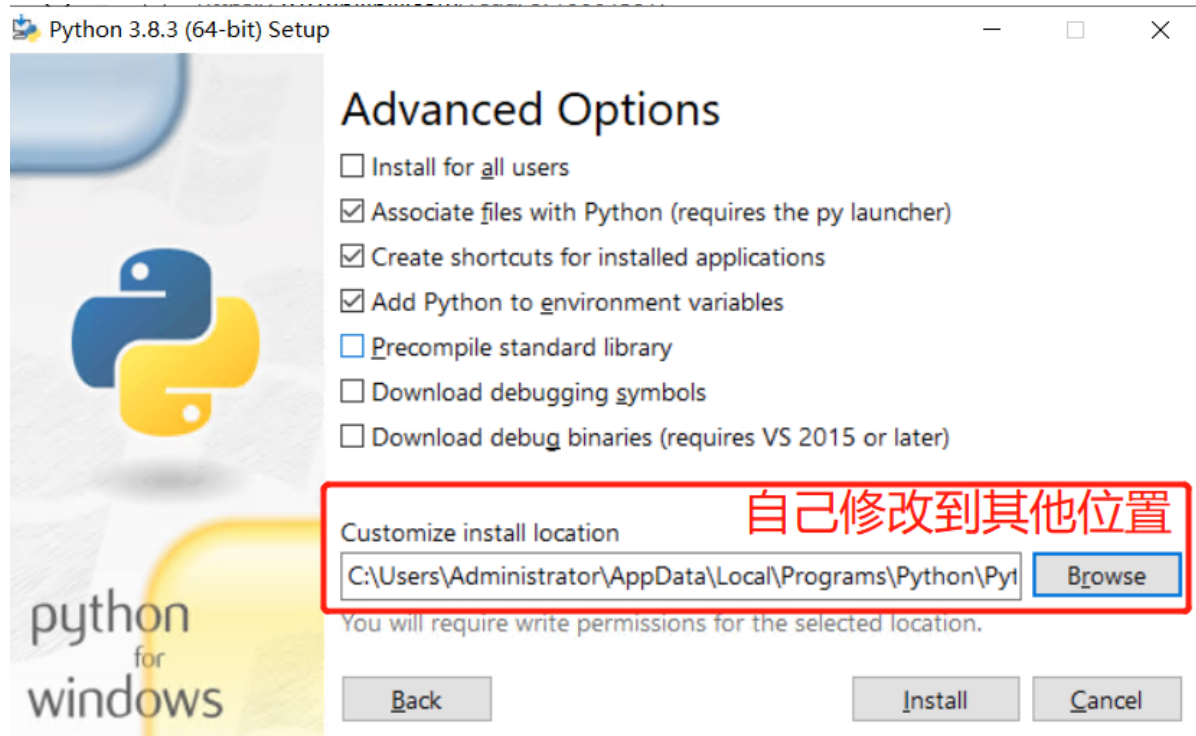 Python 3.8.3 (64-bit) Setup
Advanced Options
Install for all users
Associate files with Python (requires the py launcher)
Create shortcuts for installed applications
Add Python to environment variables
Precompile standard library
Download debugging symbols
Download debug binaries (requires VS 2015 or later)
自己修改到其他位置
Customize install location
C:\Users\Administrator\AppData\Local\Programs\Python\Pyt
Browse
You will require write permissions for the selected location.
python
for
windows
Back
Install
Cancel